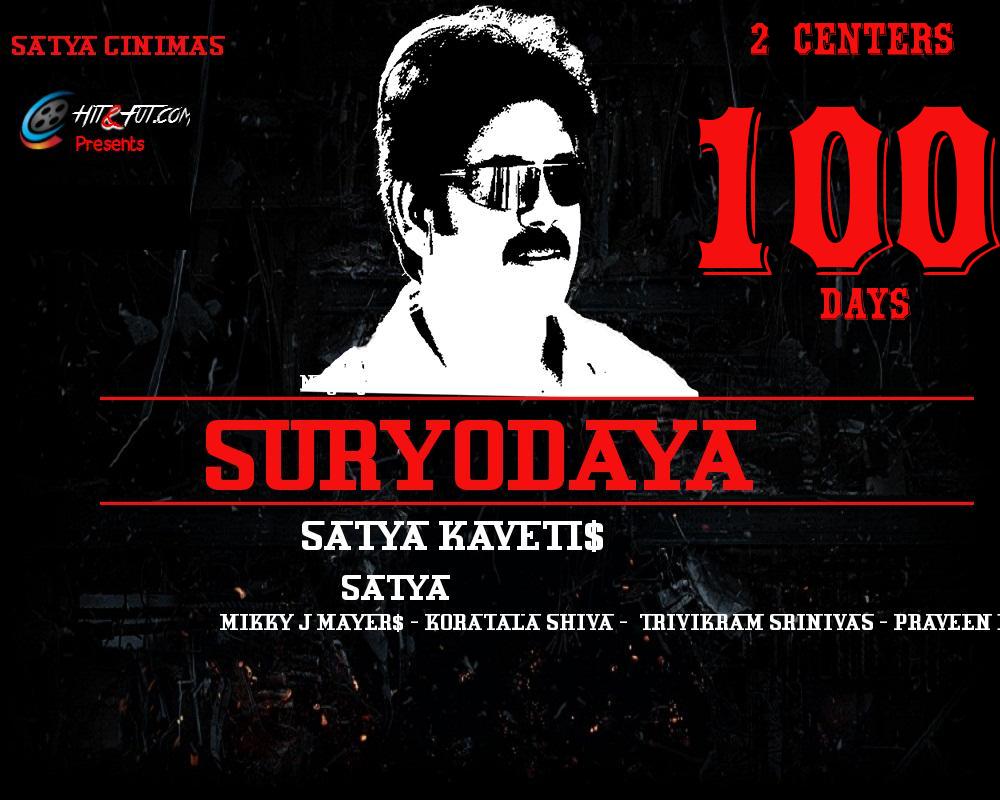 SATYA CINIMAS
2 CENTERS
HIT&FUT.COM
Presents
100
DAYS
SURYODAYA
SATYA KAVETI$
SATYA
MIKKY J MAYER$ - KORATALA SHIVA - TRIVIKRAM SRINIVAS - PRAVEEN